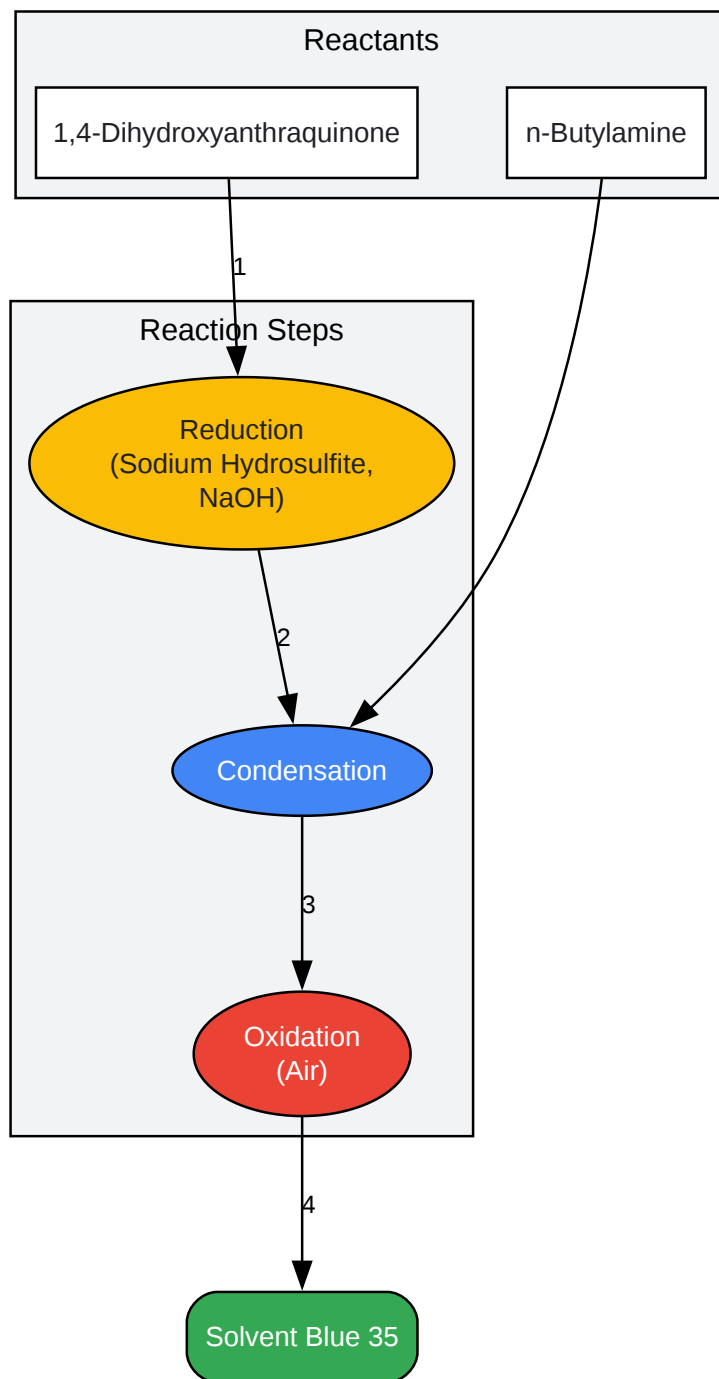 Reactants
1,4-Dihydroxyanthraquinone
n-Butylamine
1
Reaction Steps
Reduction
(Sodium Hydrosulfite,
NaOH)
2
Condensation
3
Oxidation
(Air)
4
Solvent Blue 35